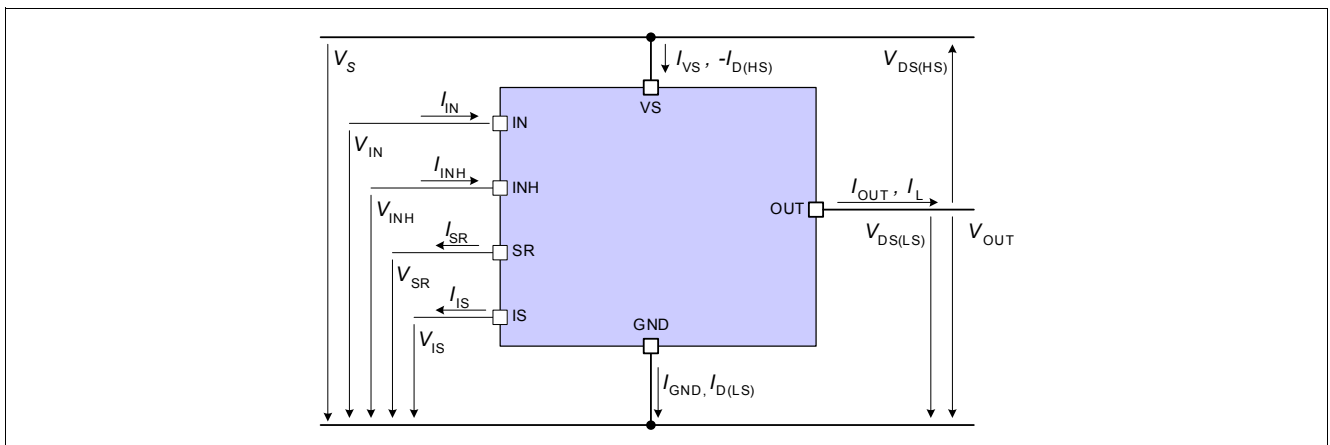 V_S
I_VS , -I_D(HS)
V_DS(HS)
VS
I_IN
IN
V_IN
I_INH
INH
V_INH
OUT
I_OUT , I_L
I_SR
SR
V_SR
V_DS(LS)
V_OUT
I_IS
IS
V_IS
GND
I_GND, I_D(LS)